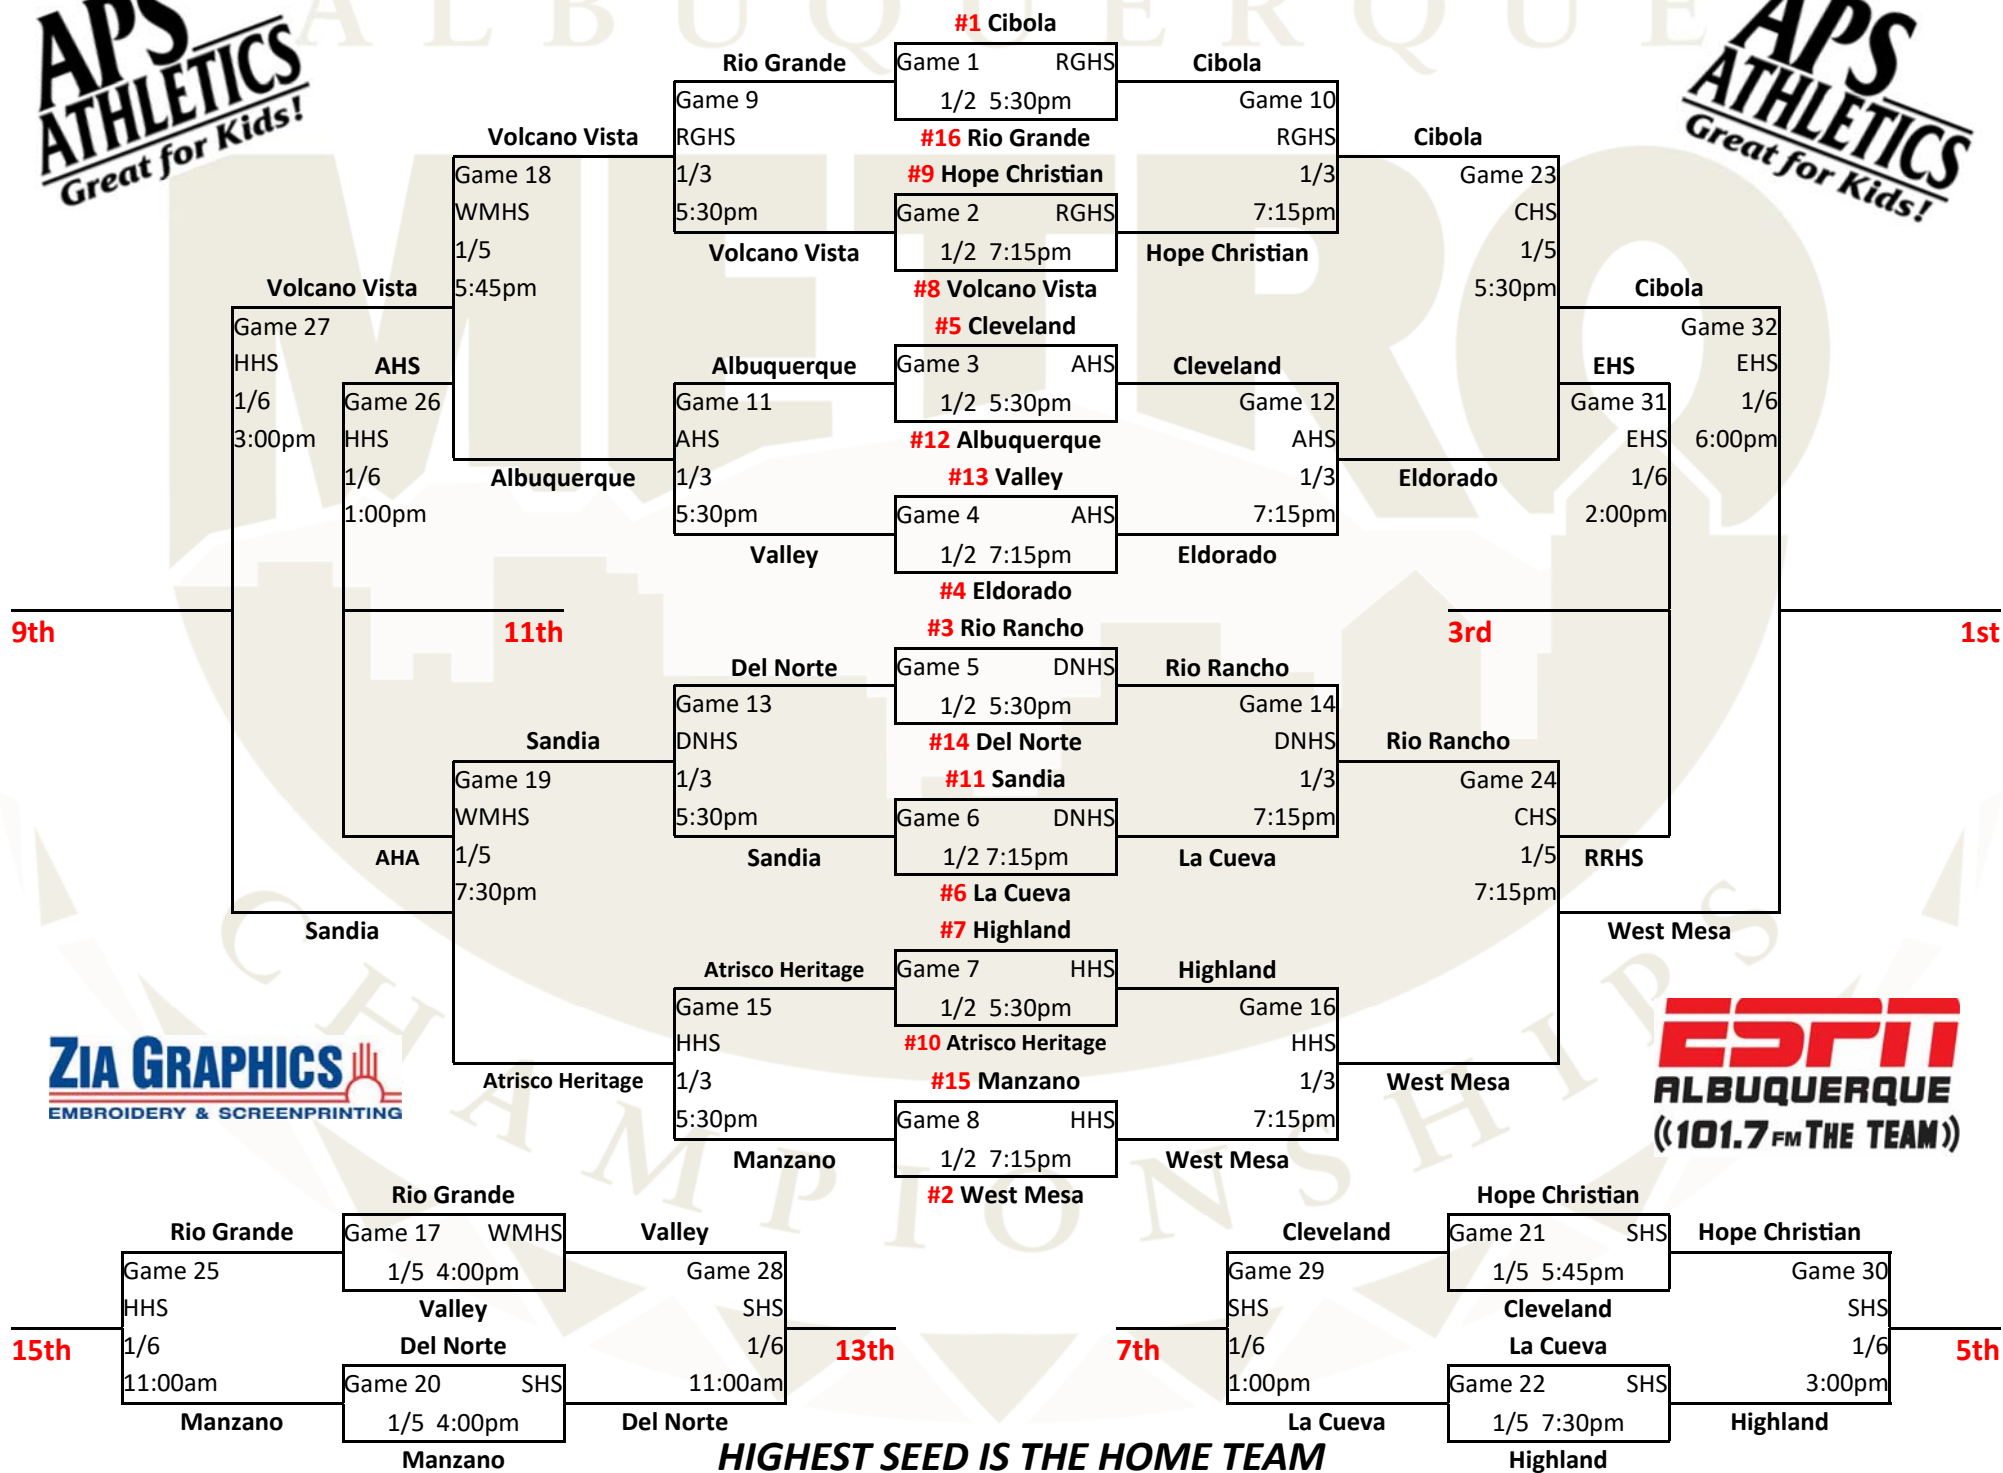 ALBUQUERQUE
METRO
CHAMPIONSHIPS
APS
ATHLETICS
Great for Kids!
APS
ATHLETICS
Great for Kids!
#1 Cibola
Rio Grande
Game 1 RGHS
1/2 5:30pm
Cibola
#16 Rio Grande
Game 9
RGHS
1/3
5:30pm
Game 10
RGHS
1/3
7:15pm
#9 Hope Christian
Volcano Vista
Game 2 RGHS
1/2 7:15pm
Hope Christian
#8 Volcano Vista
Volcano Vista
Game 18
WMHS
1/5
5:45pm
Cibola
Game 23
CHS
1/5
5:30pm
#5 Cleveland
Albuquerque
Game 3 AHS
1/2 5:30pm
Cleveland
#12 Albuquerque
Game 11
AHS
1/3
5:30pm
Game 12
AHS
1/3
7:15pm
#13 Valley
Valley
Game 4 AHS
1/2 7:15pm
Eldorado
#4 Eldorado
Albuquerque
Eldorado
Volcano Vista
Game 27
HHS
1/6
3:00pm
AHS
Game 26
HHS
1/6
1:00pm
EHS
Game 31
EHS
1/6
2:00pm
Cibola
Game 32
EHS
1/6
6:00pm
9th
11th
3rd
1st
#3 Rio Rancho
Del Norte
Game 5 DNHS
1/2 5:30pm
Rio Rancho
#14 Del Norte
Game 13
DNHS
1/3
5:30pm
Game 14
DNHS
1/3
7:15pm
#11 Sandia
Sandia
Game 6 DNHS
1/2 7:15pm
La Cueva
#6 La Cueva
Sandia
Game 19
WMHS
1/5
7:30pm
Rio Rancho
Game 24
CHS
1/5
7:15pm
AHA
RRHS
Sandia
West Mesa
#7 Highland
Atrisco Heritage
Game 7 HHS
1/2 5:30pm
Highland
#10 Atrisco Heritage
Game 15
HHS
1/3
5:30pm
Game 16
HHS
1/3
7:15pm
#15 Manzano
Atrisco Heritage
West Mesa
Manzano
Game 8 HHS
1/2 7:15pm
West Mesa
#2 West Mesa
ZIA GRAPHICS
EMBROIDERY & SCREENPRINTING
ESPN
ALBUQUERQUE
((101.7 FM THE TEAM))
Rio Grande
Rio Grande
Game 17 WMHS
1/5 4:00pm
Valley
Valley
Game 25
HHS
1/6
11:00am
Game 28
SHS
1/6
11:00am
15th
13th
Del Norte
Manzano
Game 20 SHS
1/5 4:00pm
Del Norte
Manzano
Hope Christian
Cleveland
Game 21 SHS
1/5 5:45pm
Hope Christian
Cleveland
Game 29
SHS
1/6
1:00pm
Game 30
SHS
1/6
3:00pm
7th
5th
La Cueva
La Cueva
Game 22 SHS
1/5 7:30pm
Highland
Highland
HIGHEST SEED IS THE HOME TEAM